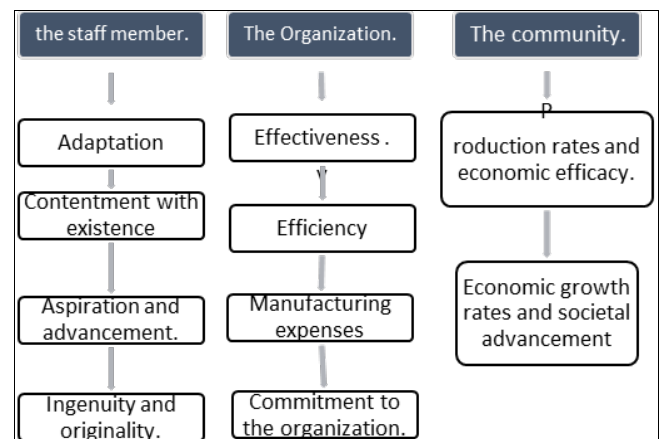 the staff member.
The Organization.
The community.
Adaptation
Contentment with
existence
Aspiration and
advancement.
Ingenuity and
originality.
Effectiveness .
y
Efficiency
Manufacturing
expenses
Commitment to
the organization.
P
roduction rates and
economic efficacy.
Economic growth
rates and societal
advancement